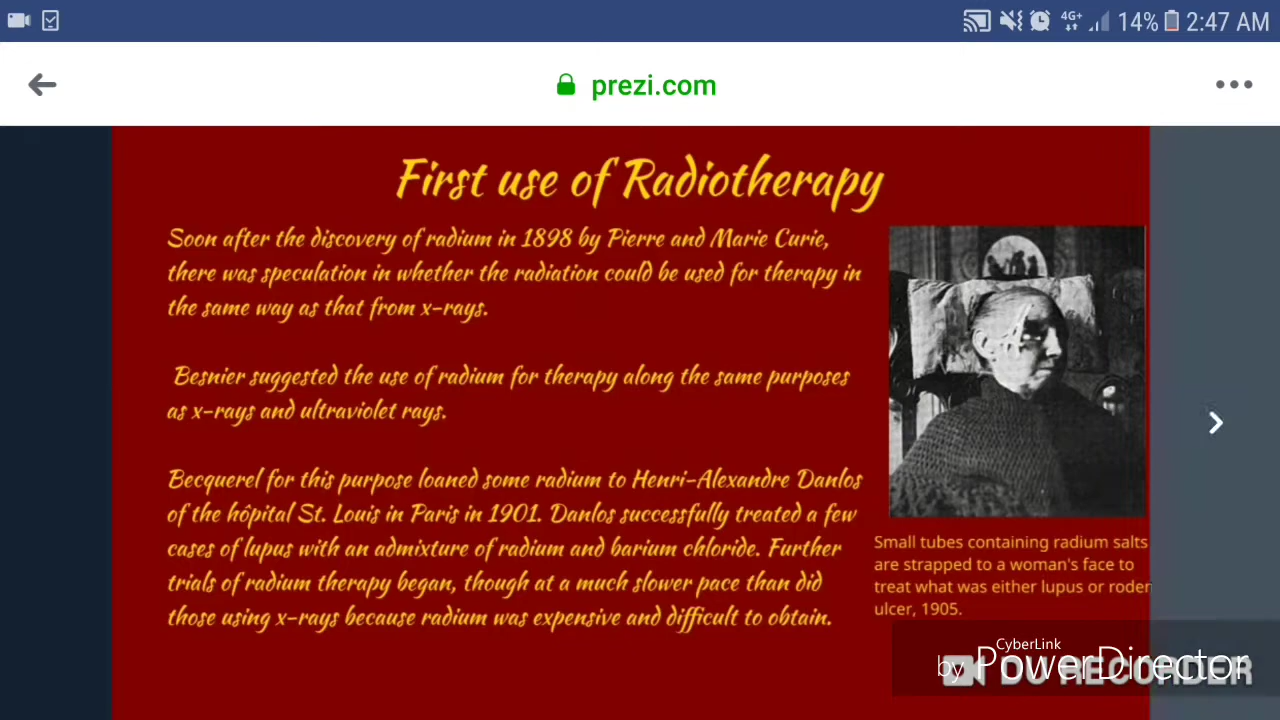 4G+ 14% 2:47 AM
prezi.com
First use of Radiotherapy
Soon after the discovery of radium in 1898 by Pierre and Marie Curie,
there was speculation in whether the radiation could be used for therapy in
the same way as that from x-rays.
Besnier suggested the use of radium for therapy along the same purposes
as x-rays and ultraviolet rays.
Becquerel for this purpose loaned some radium to Henri-Alexandre Danlos
of the hôpital St. Louis in Paris in 1901. Danlos successfully treated a few
cases of lupus with an admixture of radium and barium chloride. Further
trials of radium therapy began, though at a much slower pace than did
those using x-rays because radium was expensive and difficult to obtain.
Small tubes containing radium salts
are strapped to a woman's face to
treat what was either lupus or roden
ulcer, 1905.
CyberLink
by PowerDirector
DU RECORDER